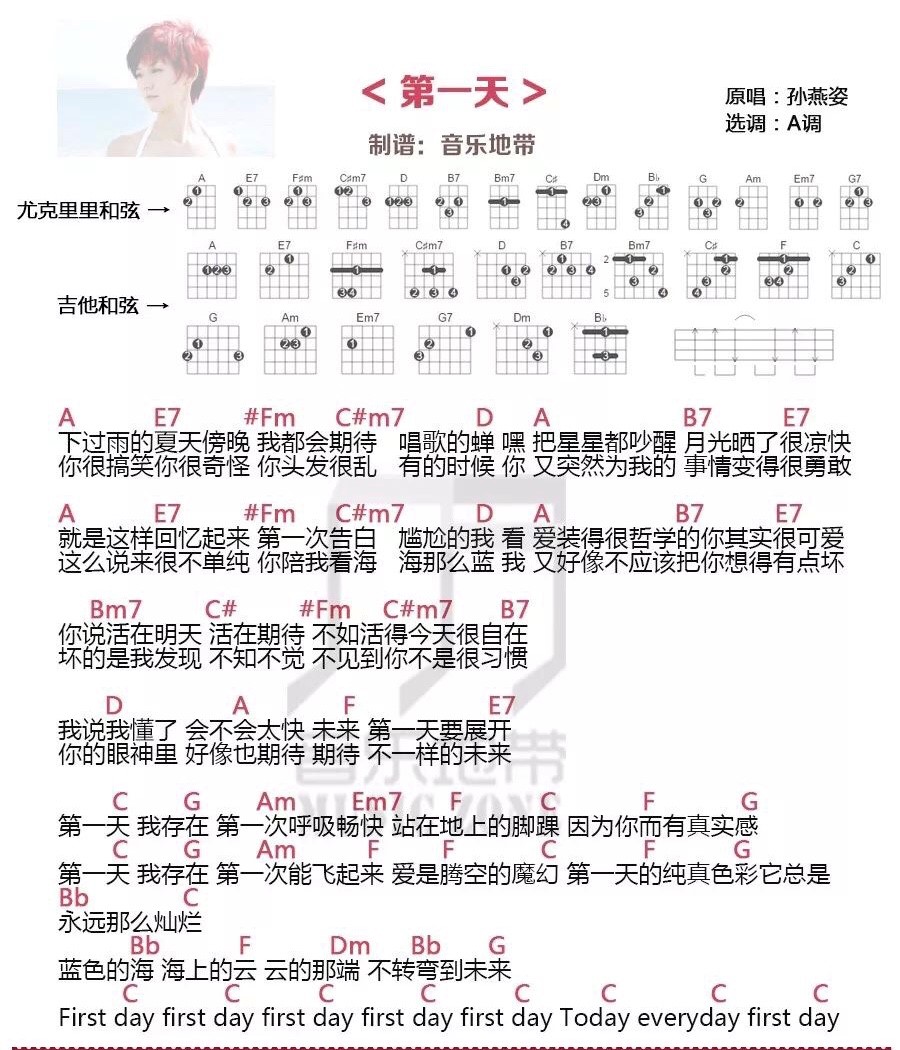 < 第一天 >
原唱：孙燕姿
选调：A调
制谱：音乐地带
A E7 F♯m C♯m7 D B7 Bm7 C♯ Dm B♭ G Am Em7 G7
尤克里里和弦 →
A E7 F♯m C♯m7 D B7 Bm7 C♯ F C
吉他和弦 →
G Am Em7 G7 Dm B♭
A E7 #Fm C#m7 D A B7 E7
下过雨的夏天傍晚 我都会期待 唱歌的蝉 嘿 把星星都吵醒 月光晒了很凉快
你很搞笑你很奇怪 你头发很乱 有的时候 你 又突然为我的 事情变得很勇敢
A E7 #Fm C#m7 D A B7 E7
就是这样回忆起来 第一次告白 尴尬的我 看 爱装得很哲学的你其实很可爱
这么说来很不单纯 你陪我看海 海那么蓝 我 又好像不应该把你想得有点坏
Bm7 C# #Fm C#m7 B7
你说活在明天 活在期待 不如活得今天很自在
坏的是我发现 不知不觉 不见到你不是很习惯
D A F E7
我说我懂了 会不会太快 未来 第一天要展开
你的眼神里 好像也期待 期待 不一样的未来
音乐地带
MUSIC ZONE
C G Am Em7 F C F G
第一天 我存在 第一次呼吸畅快 站在地上的脚踝 因为你而有真实感
C G Am F F C F G
第一天 我存在 第一次能飞起来 爱是腾空的魔幻 第一天的纯真色彩它总是
Bb C
永远那么灿烂
Bb F Dm Bb G
蓝色的海 海上的云 云的那端 不转弯到未来
C C C C C C C C
First day first day first day first day first day Today everyday first day